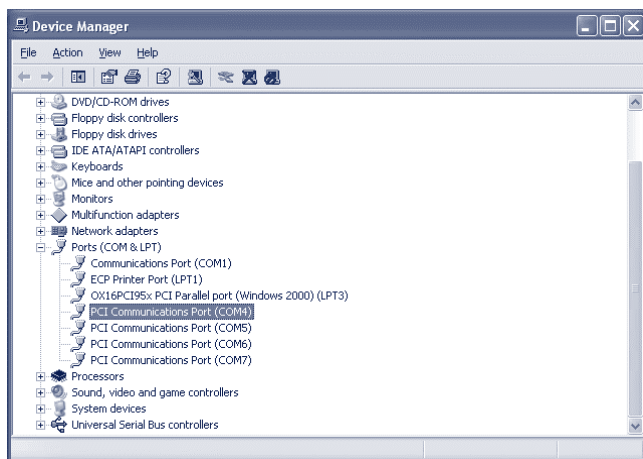 Device Manager
File Action View Help
DVD/CD-ROM drives
Floppy disk controllers
Floppy disk drives
IDE ATA/ATAPI controllers
Keyboards
Mice and other pointing devices
Monitors
Multifunction adapters
Network adapters
Ports (COM & LPT)
Communications Port (COM1)
ECP Printer Port (LPT1)
OX16PCI95x PCI Parallel port (Windows 2000) (LPT3)
PCI Communications Port (COM4)
PCI Communications Port (COM5)
PCI Communications Port (COM6)
PCI Communications Port (COM7)
Processors
Sound, video and game controllers
System devices
Universal Serial Bus controllers